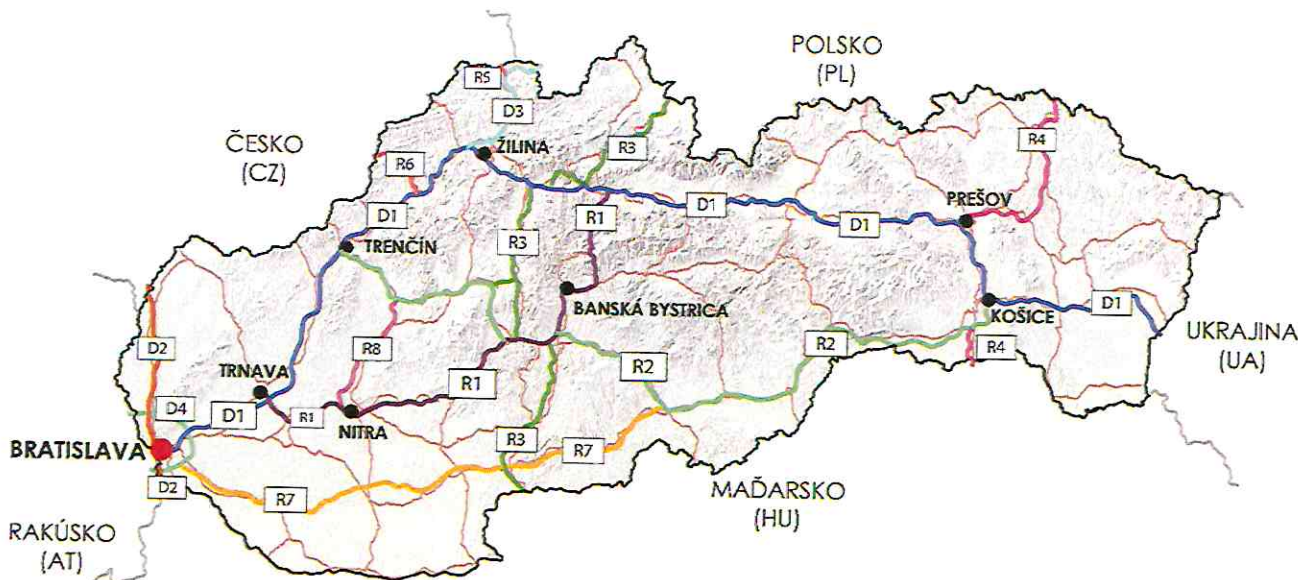 POLSKO
(PL)
R5
D3
ČESKO
(CZ)
ŽILINA
R3
R4
R6
D1
R1
D1
D1
PREŠOV
TRENČÍN
R3
BANSKÁ BYSTRICA
KOŠICE
D1
UKRAJINA
(UA)
D2
R8
R2
R2
R4
TRNAVA
R1
D4
D1
R1
NITRA
BRATISLAVA
R3
R7
D2
R7
MAĎARSKO
(HU)
RAKÚSKO
(AT)